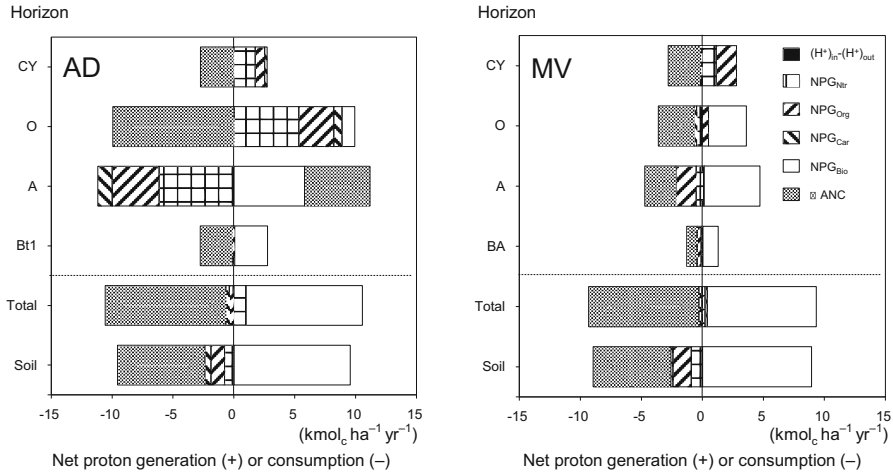 Horizon
AD
CY
O
A
Bt1
Total
Soil
-15 -10 -5 0 5 10 15
(kmolc ha⁻¹ yr⁻¹)
Net proton generation (+) or consumption (–)
Horizon
MV
CY
O
A
BA
Total
Soil
(H⁺)in-(H⁺)out
NPGNtr
NPGOrg
NPGCar
NPGBio
ANC
-15 -10 -5 0 5 10 15
(kmolc ha⁻¹ yr⁻¹)
Net proton generation (+) or consumption (–)